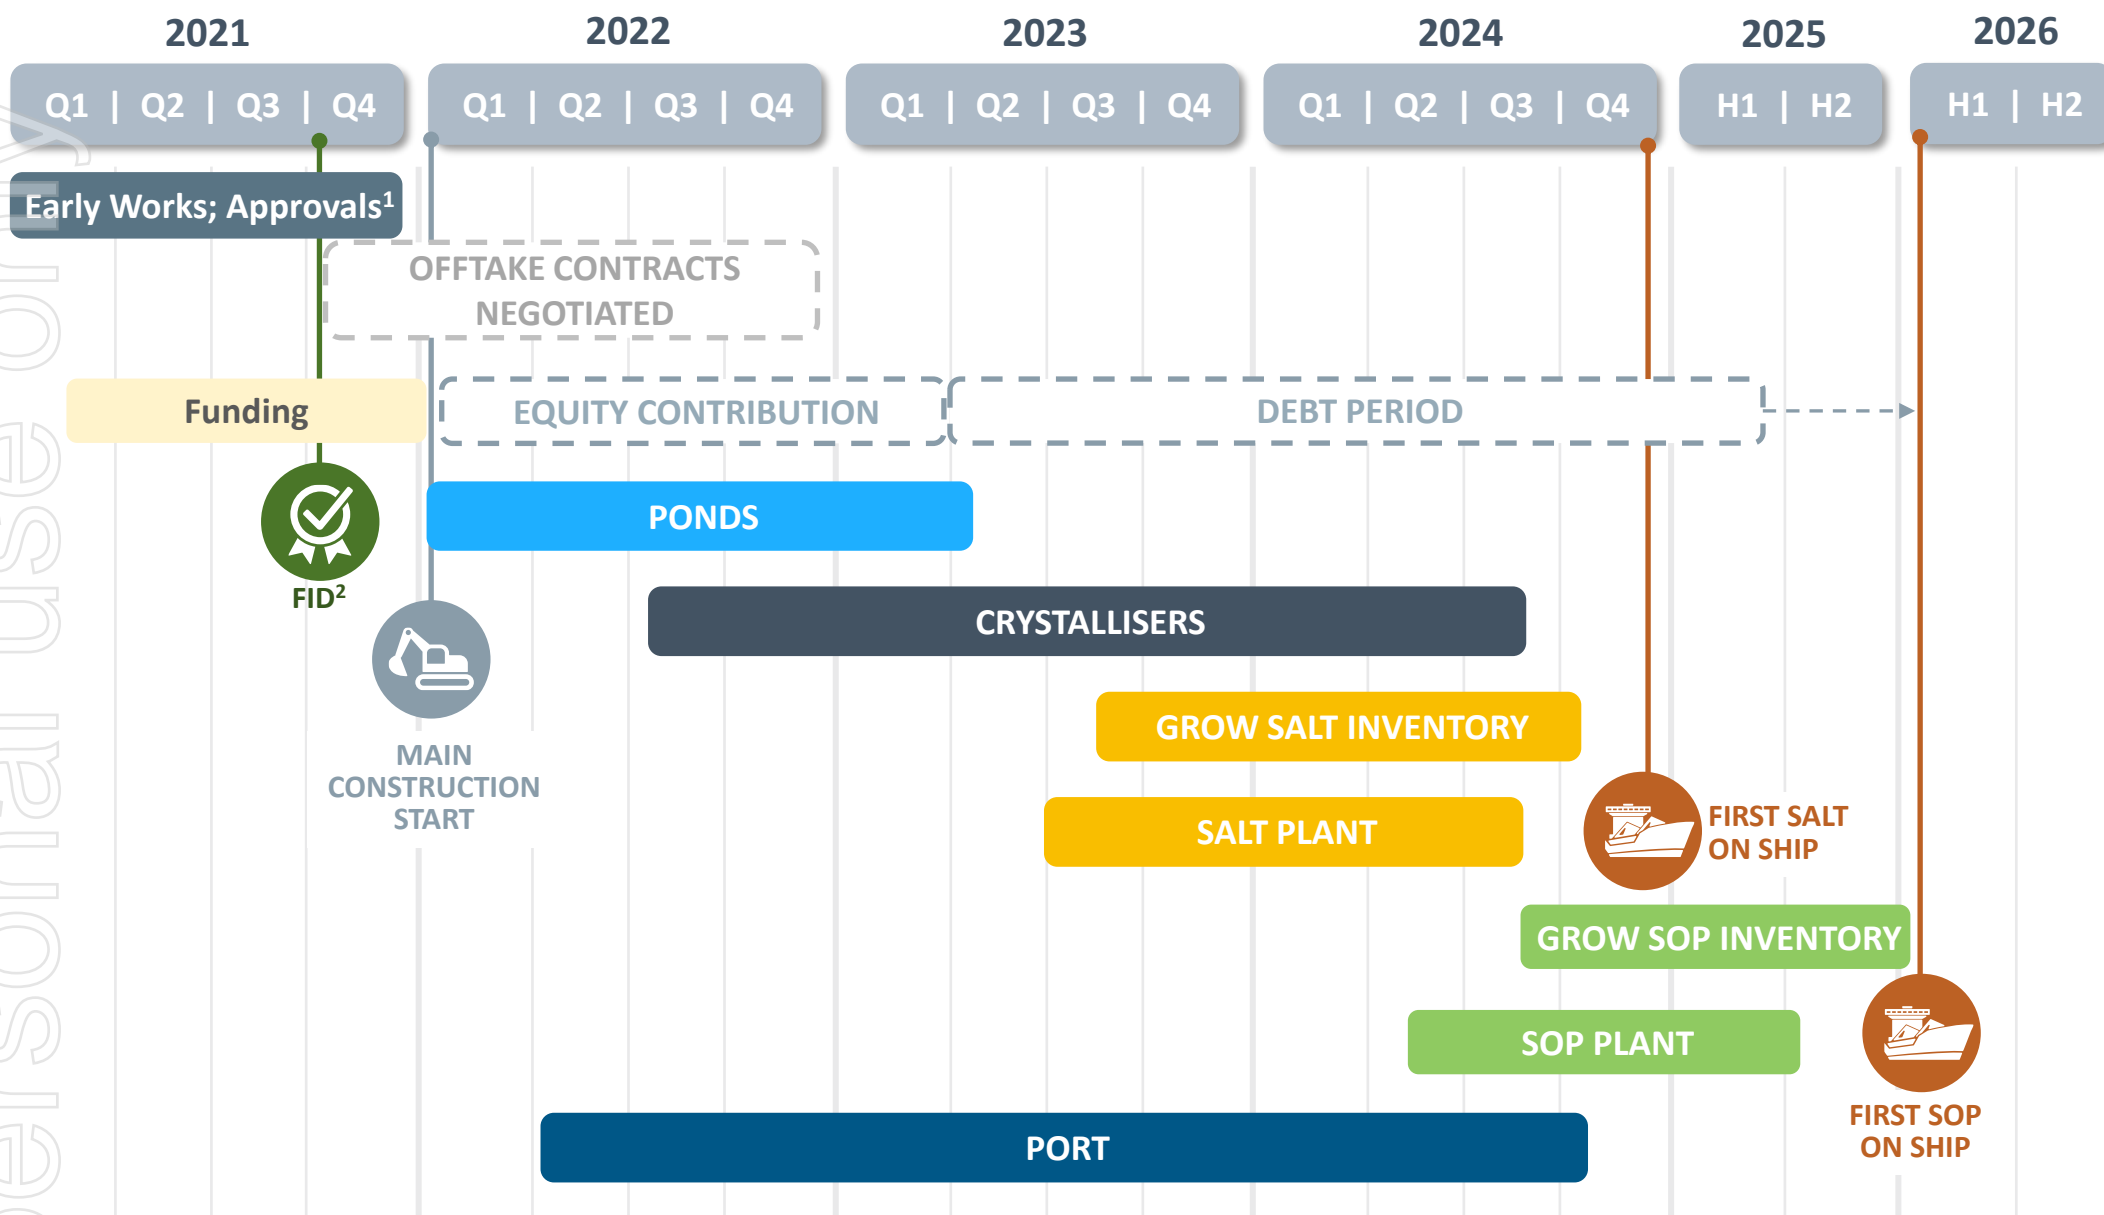 2021 2022 2023 2024 2025 2026
Q1 | Q2 | Q3 | Q4 Q1 | Q2 | Q3 | Q4 Q1 | Q2 | Q3 | Q4 Q1 | Q2 | Q3 | Q4 H1 | H2 H1 | H2
Early Works; Approvals¹
OFFTAKE CONTRACTS
NEGOTIATED
Funding
EQUITY CONTRIBUTION
DEBT PERIOD
PONDS
FID²
CRYSTALLISERS
MAIN
CONSTRUCTION
START
GROW SALT INVENTORY
SALT PLANT
FIRST SALT
ON SHIP
GROW SOP INVENTORY
SOP PLANT
FIRST SOP
ON SHIP
PORT
personal use only